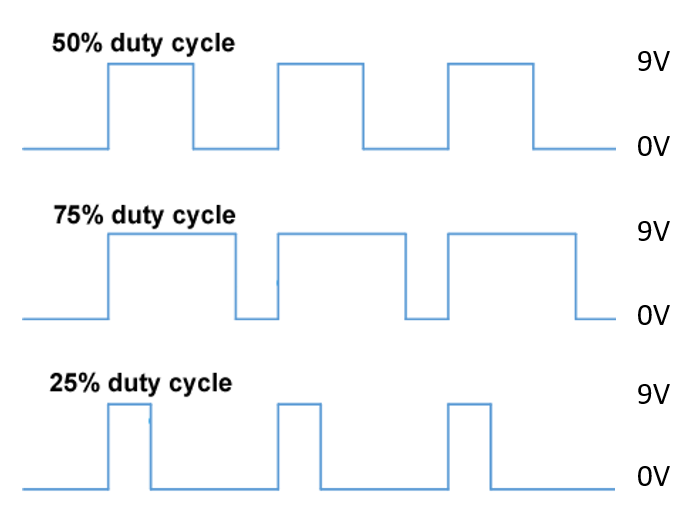 50% duty cycle
9V
0V
75% duty cycle
9V
0V
25% duty cycle
9V
0V